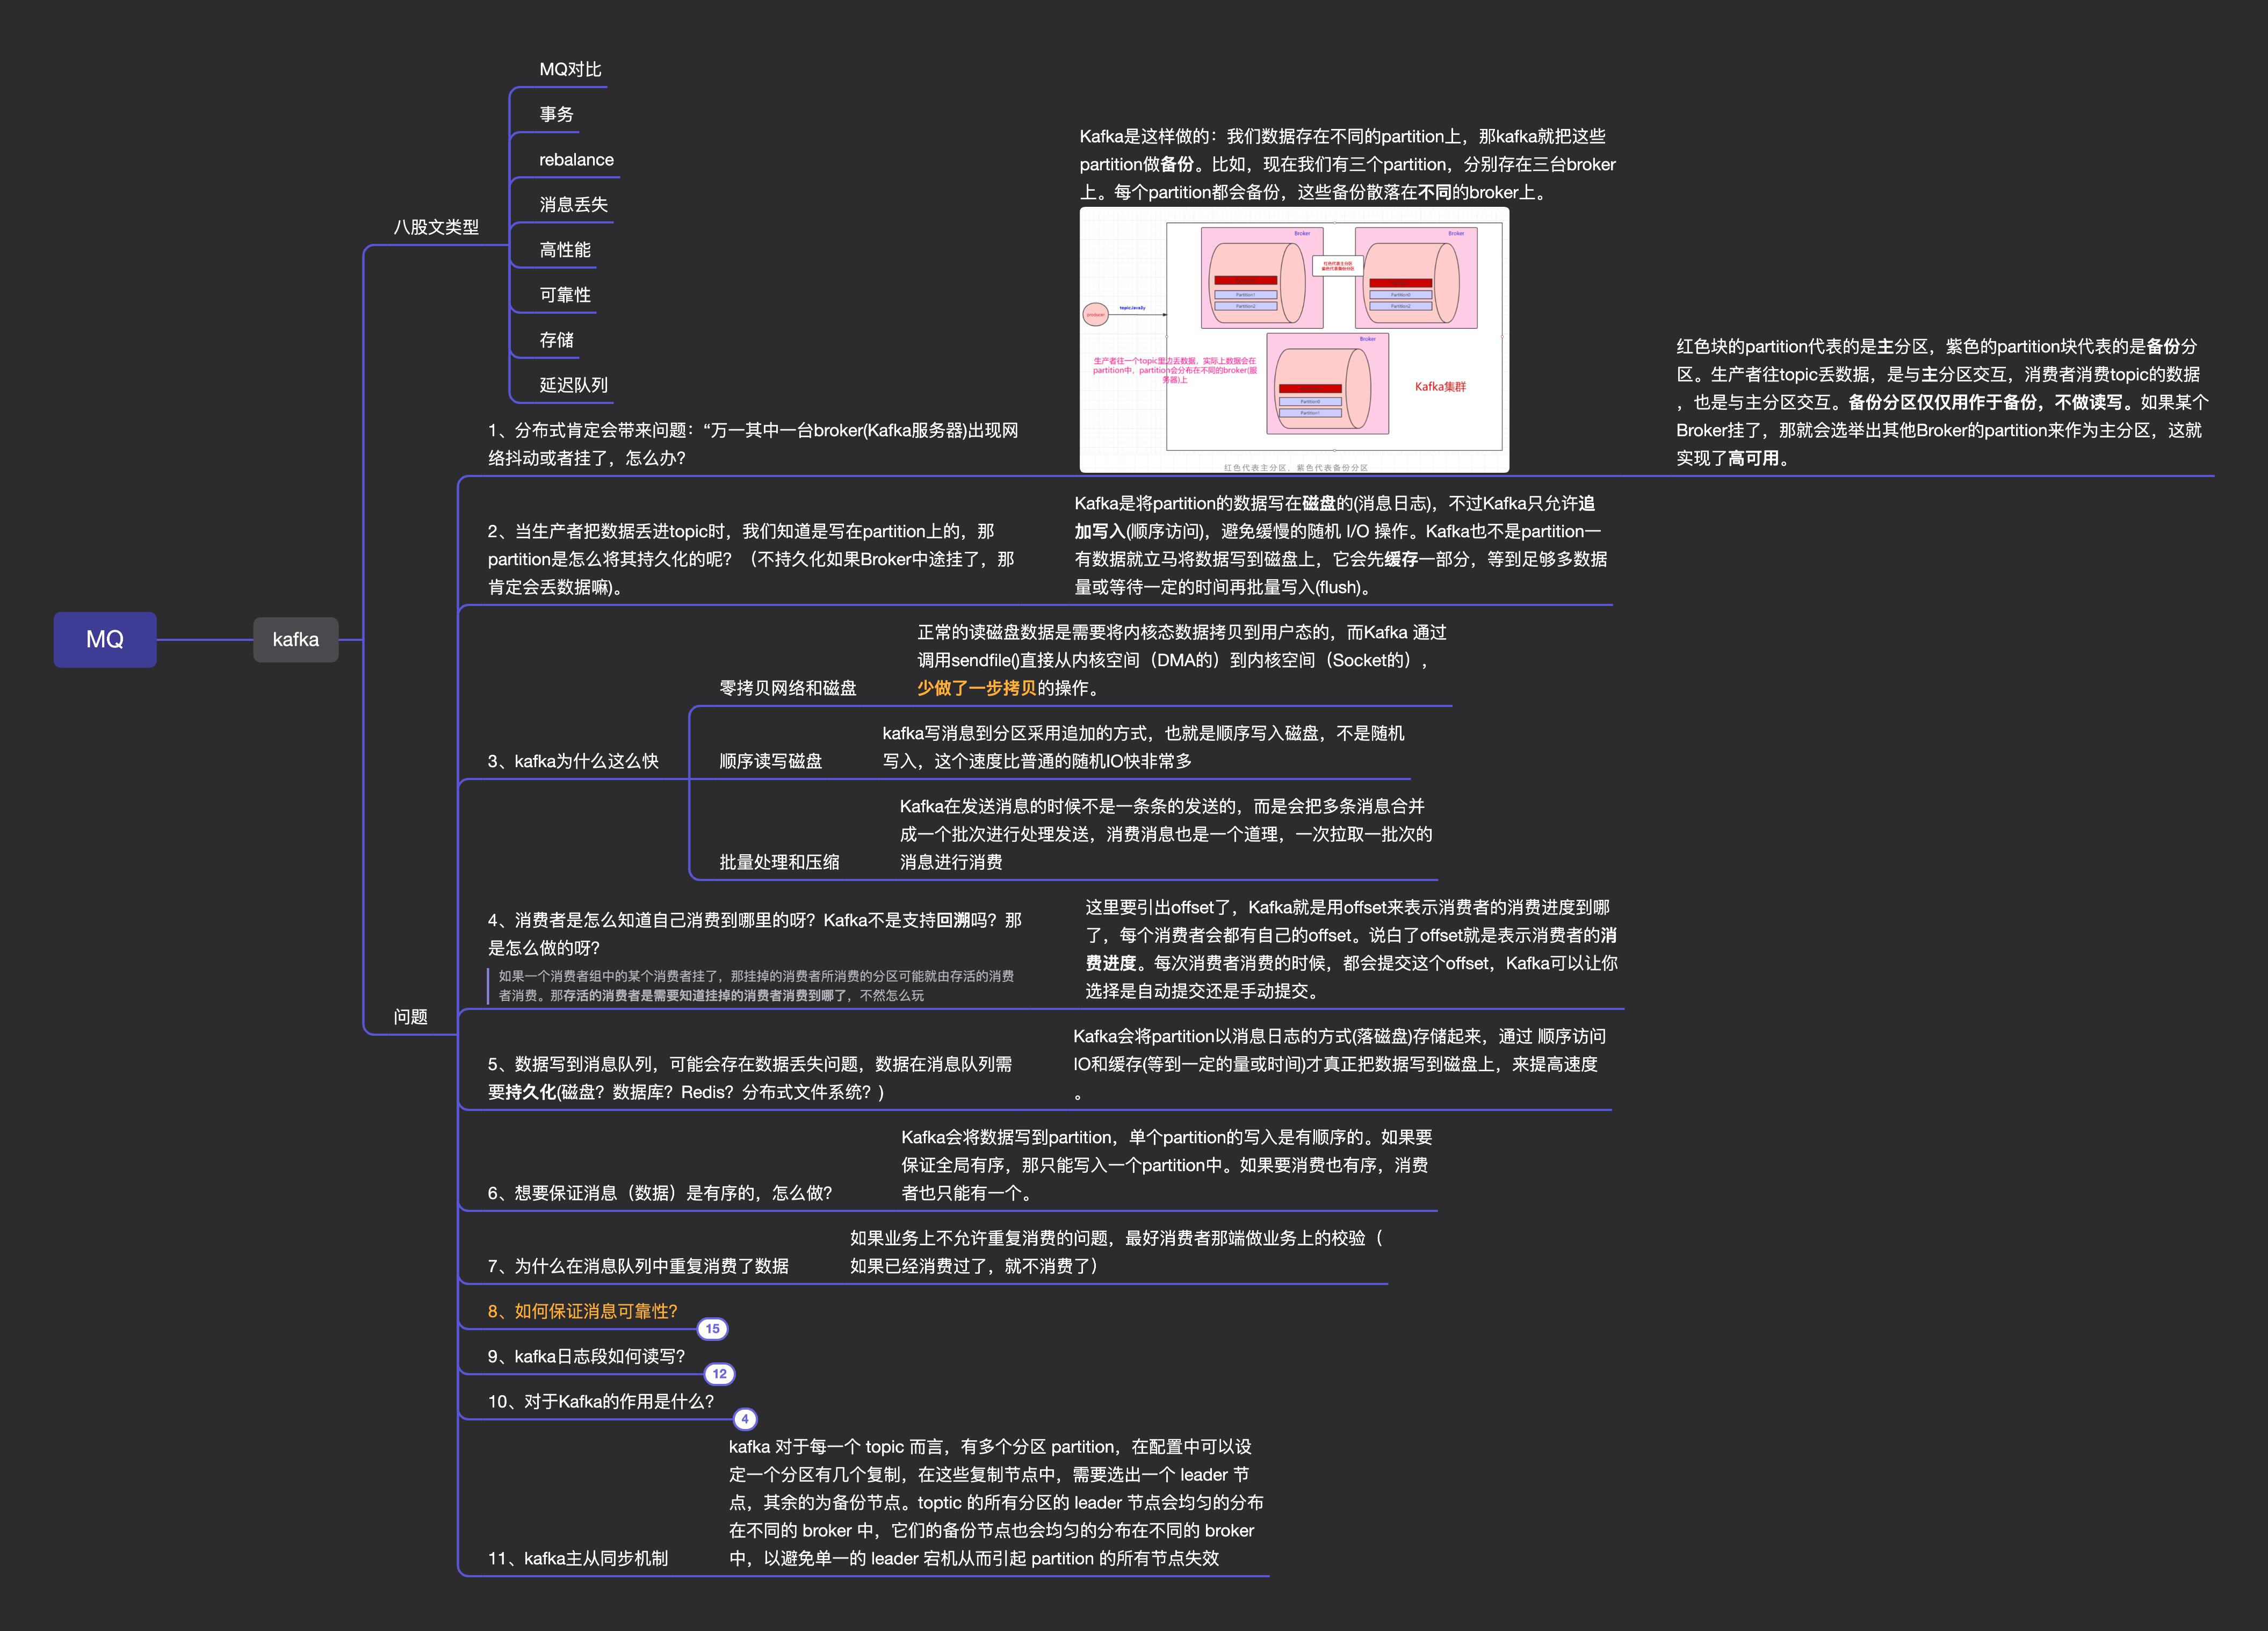 MQ
kafka
八股文类型
MQ对比
事务
rebalance
消息丢失
高性能
可靠性
存储
延迟队列
问题
1、分布式肯定会带来问题：“万一其中一台broker(Kafka服务器)出现网
络抖动或者挂了，怎么办？
Kafka是这样做的：我们数据存在不同的partition上，那kafka就把这些
partition做备份。比如，现在我们有三个partition，分别存在三台broker
上。每个partition都会备份，这些备份散落在不同的broker上。
Broker
Partition1
Partition2
红色代表主分区
紫色代表备份分区
Broker
Partition0
Partition2
producer
topic:Java3y
生产者往一个topic里边丢数据，实际上数据会在
partition中，partition会分布在不同的broker(服
务器)上
Broker
Partition0
Partition1
Kafka集群
红色代表主分区，紫色代表备份分区
红色块的partition代表的是主分区，紫色的partition块代表的是备份分
区。生产者往topic丢数据，是与主分区交互，消费者消费topic的数据
，也是与主分区交互。备份分区仅仅用作于备份，不做读写。如果某个
Broker挂了，那就会选举出其他Broker的partition来作为主分区，这就
实现了高可用。
2、当生产者把数据丢进topic时，我们知道是写在partition上的，那
partition是怎么将其持久化的呢？（不持久化如果Broker中途挂了，那
肯定会丢数据嘛)。
Kafka是将partition的数据写在磁盘的(消息日志)，不过Kafka只允许追
加写入(顺序访问)，避免缓慢的随机 I/O 操作。Kafka也不是partition一
有数据就立马将数据写到磁盘上，它会先缓存一部分，等到足够多数据
量或等待一定的时间再批量写入(flush)。
3、kafka为什么这么快
零拷贝网络和磁盘
正常的读磁盘数据是需要将内核态数据拷贝到用户态的，而Kafka 通过
调用sendfile()直接从内核空间（DMA的）到内核空间（Socket的），
少做了一步拷贝的操作。
顺序读写磁盘
kafka写消息到分区采用追加的方式，也就是顺序写入磁盘，不是随机
写入，这个速度比普通的随机IO快非常多
批量处理和压缩
Kafka在发送消息的时候不是一条条的发送的，而是会把多条消息合并
成一个批次进行处理发送，消费消息也是一个道理，一次拉取一批次的
消息进行消费
4、消费者是怎么知道自己消费到哪里的呀？Kafka不是支持回溯吗？那
是怎么做的呀？
如果一个消费者组中的某个消费者挂了，那挂掉的消费者所消费的分区可能就由存活的消费
者消费。那存活的消费者是需要知道挂掉的消费者消费到哪了，不然怎么玩
这里要引出offset了，Kafka就是用offset来表示消费者的消费进度到哪
了，每个消费者会都有自己的offset。说白了offset就是表示消费者的消
费进度。每次消费者消费的时候，都会提交这个offset，Kafka可以让你
选择是自动提交还是手动提交。
5、数据写到消息队列，可能会存在数据丢失问题，数据在消息队列需
要持久化(磁盘？数据库？Redis？分布式文件系统？)
Kafka会将partition以消息日志的方式(落磁盘)存储起来，通过 顺序访问
IO和缓存(等到一定的量或时间)才真正把数据写到磁盘上，来提高速度
。
6、想要保证消息（数据）是有序的，怎么做？
Kafka会将数据写到partition，单个partition的写入是有顺序的。如果要
保证全局有序，那只能写入一个partition中。如果要消费也有序，消费
者也只能有一个。
7、为什么在消息队列中重复消费了数据
如果业务上不允许重复消费的问题，最好消费者那端做业务上的校验（
如果已经消费过了，就不消费了）
8、如何保证消息可靠性？
15
9、kafka日志段如何读写？
12
10、对于Kafka的作用是什么？
4
11、kafka主从同步机制
kafka 对于每一个 topic 而言，有多个分区 partition，在配置中可以设
定一个分区有几个复制，在这些复制节点中，需要选出一个 leader 节
点，其余的为备份节点。toptic 的所有分区的 leader 节点会均匀的分布
在不同的 broker 中，它们的备份节点也会均匀的分布在不同的 broker
中，以避免单一的 leader 宕机从而引起 partition 的所有节点失效